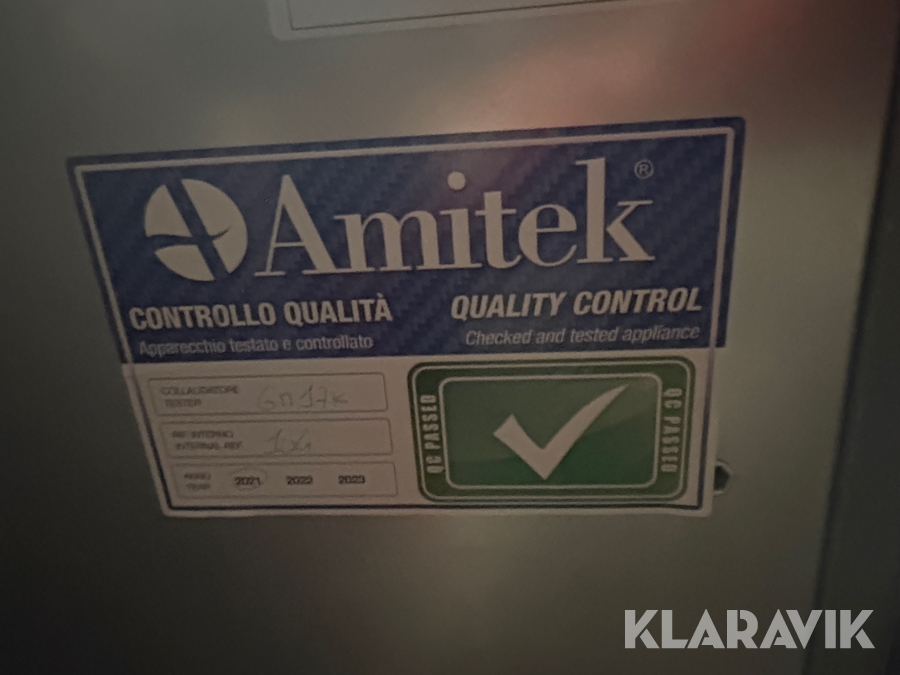 Amitek®
CONTROLLO QUALITÀ
Apparecchio testato e controllato
QUALITY CONTROL
Checked and tested appliance
COLLAUDATORE
TESTER
RIF. INTERNO
INTERNAL REF.
ANNO
YEAR
2021 2022 2023
QC PASSED
QC PASSED
KLARAVIK